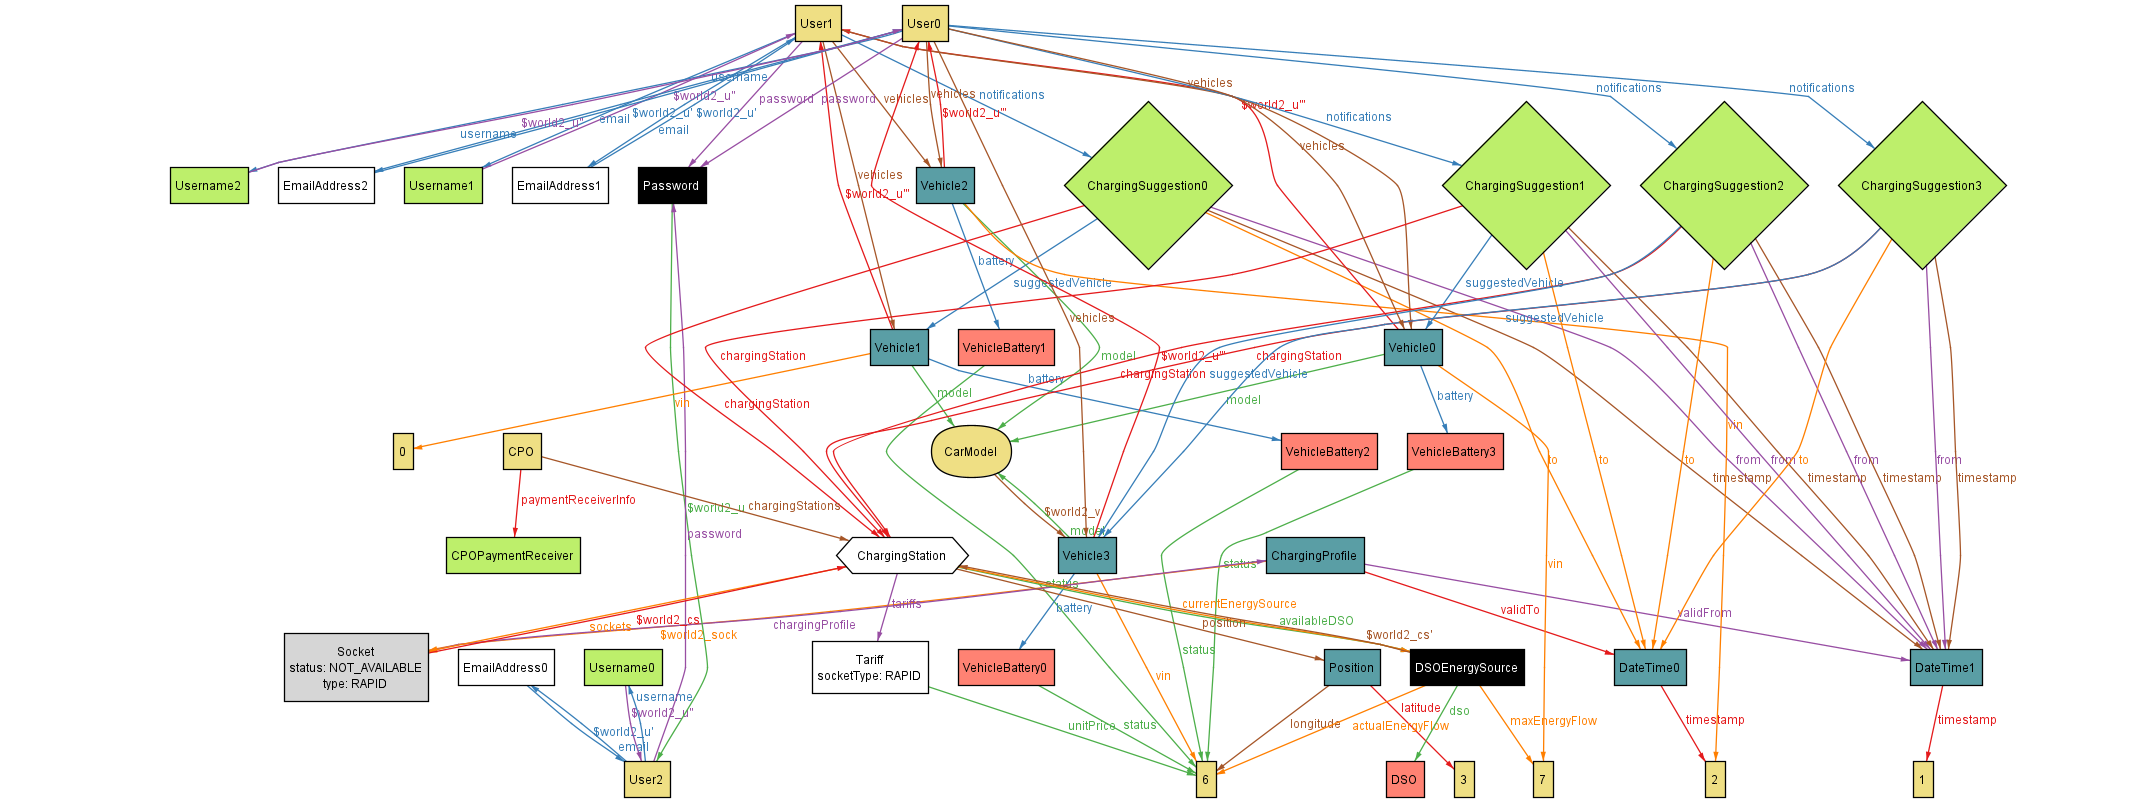 User1
User0
username
vehicles
$world2_u"
password
password
vehicles
vehicles
notifications
notifications
notifications
$world2_u'''
$world2_u'''
email
$world2_u'
$world2_u'
notifications
$world2_u"
username
email
vehicles
Username2
EmailAddress2
Username1
EmailAddress1
Password
vehicles
Vehicle2
$world2_u'''
ChargingSuggestion0
ChargingSuggestion1
ChargingSuggestion2
ChargingSuggestion3
battery
suggestedVehicle
suggestedVehicle
vehicles
suggestedVehicle
Vehicle1
VehicleBattery1
Vehicle0
chargingStation
model
$world2_u'''
chargingStation
battery
chargingStation
suggestedVehicle
model
battery
vin
chargingStation
model
vin
0
CPO
CarModel
VehicleBattery2
VehicleBattery3
to
to
to
from
from
to
from
from
timestamp
timestamp
timestamp
timestamp
paymentReceiverInfo
$world2_u
chargingStations
$world2_v
password
model
CPOPaymentReceiver
ChargingStation
Vehicle3
ChargingProfile
status
vin
status
tariffs
battery
currentEnergySource
validTo
validFrom
sockets
$world2_cs
chargingProfile
position
availableDSO
$world2_sock
$world2_cs'
Socket
status: NOT_AVAILABLE
type: RAPID
EmailAddress0
Username0
Tariff
socketType: RAPID
VehicleBattery0
status
Position
DSOEnergySource
DateTime0
DateTime1
vin
username
$world2_u"
latitude
dso
$world2_u'
email
unitPrice
status
longitude
actualEnergyFlow
maxEnergyFlow
timestamp
timestamp
User2
6
DSO
3
7
2
1